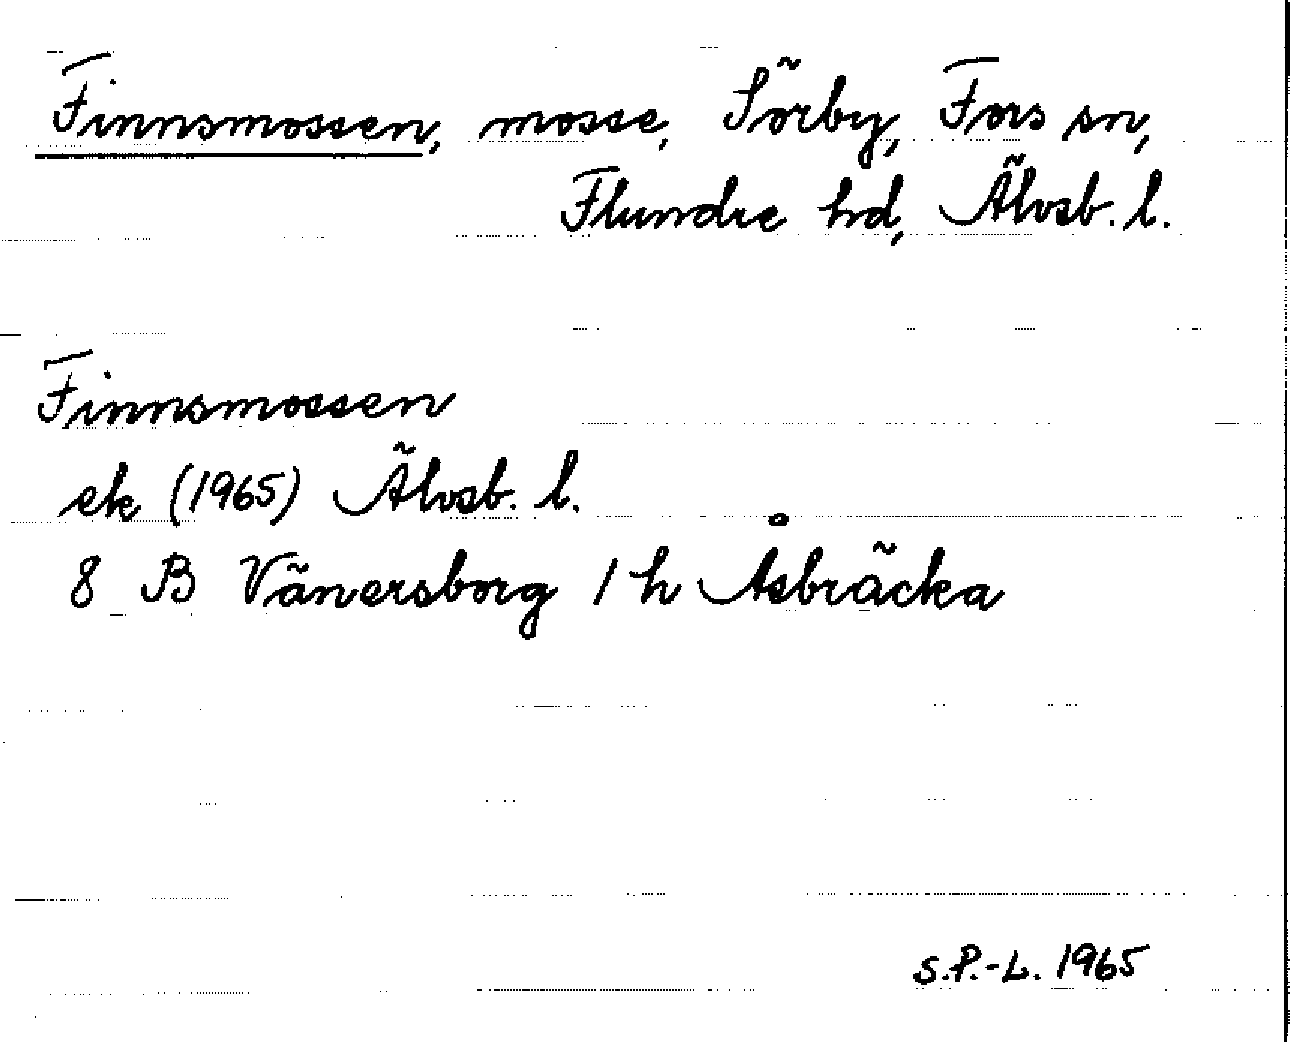 Finnsmossen, mosse, Sörby, Fors sn,
Flundre hd, Älvsb. l.
Finnsmossen
ek (1965) Älvsb. l.
8 B Vänersborg 1 h Åsbräcka
S.P.-L. 1965